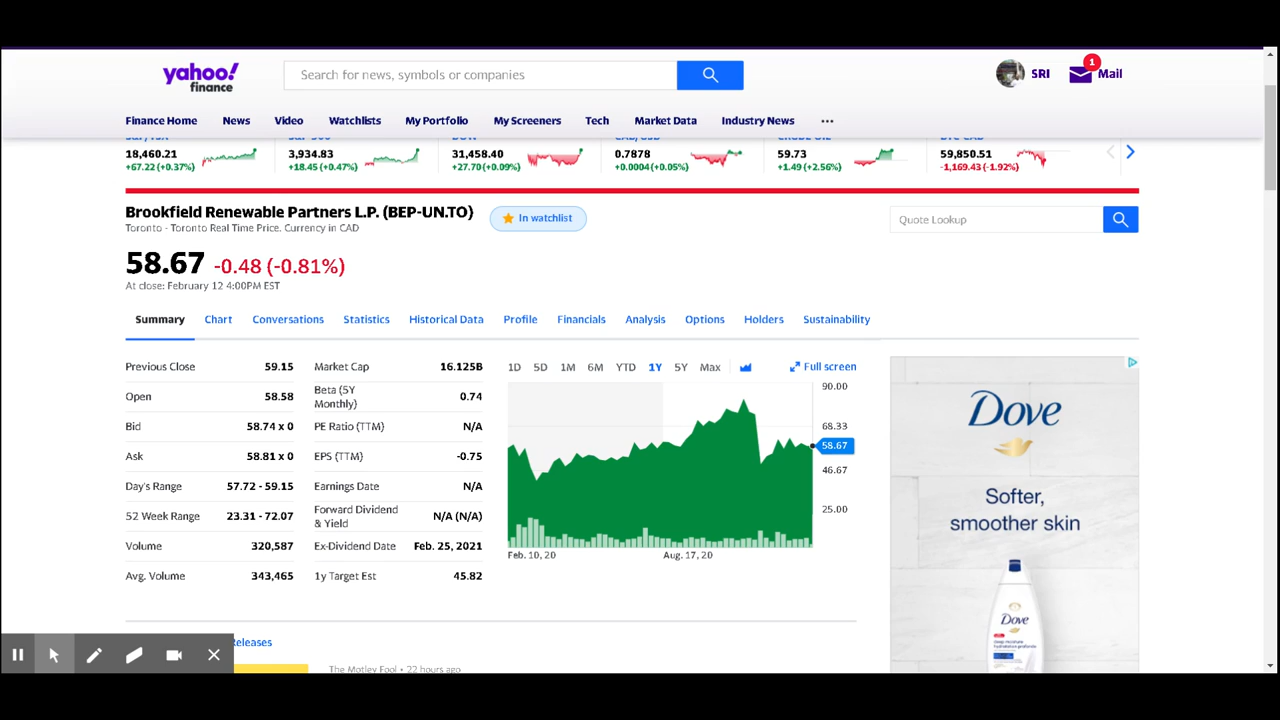 yahoo!
finance
Search for news, symbols or companies
SRI
1
Mail
Finance Home News Video Watchlists My Portfolio My Screeners Tech Market Data Industry News ...
18,460.21 3,934.83 31,458.40 0.7878 59.73 59,850.51
+67.22 (+0.37%) +18.45 (+0.47%) +27.70 (+0.09%) +0.0004 (+0.05%) +1.49 (+2.56%) -1,169.43 (-1.92%)
Brookfield Renewable Partners L.P. (BEP-UN.TO)
In watchlist
Quote Lookup
Toronto - Toronto Real Time Price. Currency in CAD
58.67 -0.48 (-0.81%)
At close: February 12 4:00PM EST
Summary Chart Conversations Statistics Historical Data Profile Financials Analysis Options Holders Sustainability
Previous Close 59.15
Open 58.58
Bid 58.74 x 0
Ask 58.81 x 0
Day's Range 57.72 - 59.15
52 Week Range 23.31 - 72.07
Volume 320,587
Avg. Volume 343,465
Market Cap 16.125B
Beta (5Y
Monthly) 0.74
PE Ratio (TTM) N/A
EPS (TTM) -0.75
Earnings Date N/A
Forward Dividend
& Yield N/A (N/A)
Ex-Dividend Date Feb. 25, 2021
1y Target Est 45.82
1D 5D 1M 6M YTD 1Y 5Y Max Full screen
90.00
68.33
58.67
46.67
25.00
Feb. 10, 20 Aug. 17, 20
Dove
Softer,
smoother skin
Dove
Releases
The Motley Fool • 22 hours ago